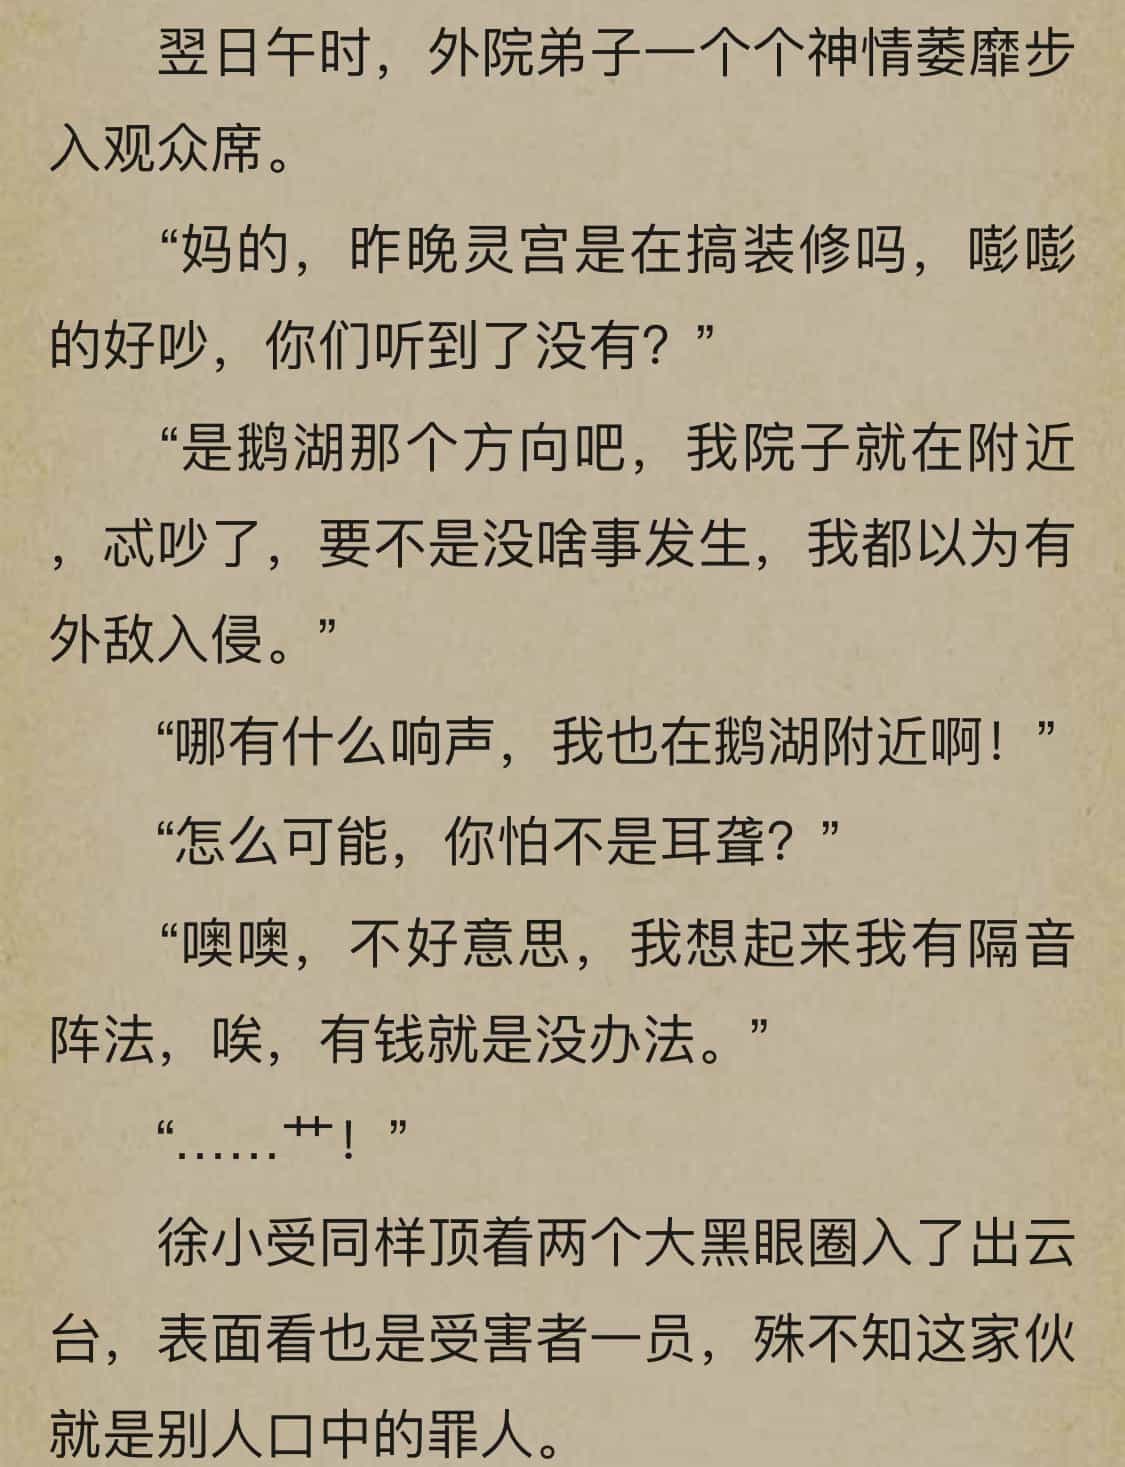 翌日午时，外院弟子一个个神情萎靡步
入观众席。
“妈的，昨晚灵宫是在搞装修吗，嘭嘭
的好吵，你们听到了没有？”
“是鹅湖那个方向吧，我院子就在附近
，忒吵了，要不是没啥事发生，我都以为有
外敌入侵。”
“哪有什么响声，我也在鹅湖附近啊！”
“怎么可能，你怕不是耳聋？”
“噢噢，不好意思，我想起来我有隔音
阵法，唉，有钱就是没办法。”
“……艹！”
徐小受同样顶着两个大黑眼圈入了出云
台，表面看也是受害者一员，殊不知这家伙
就是别人口中的罪人。